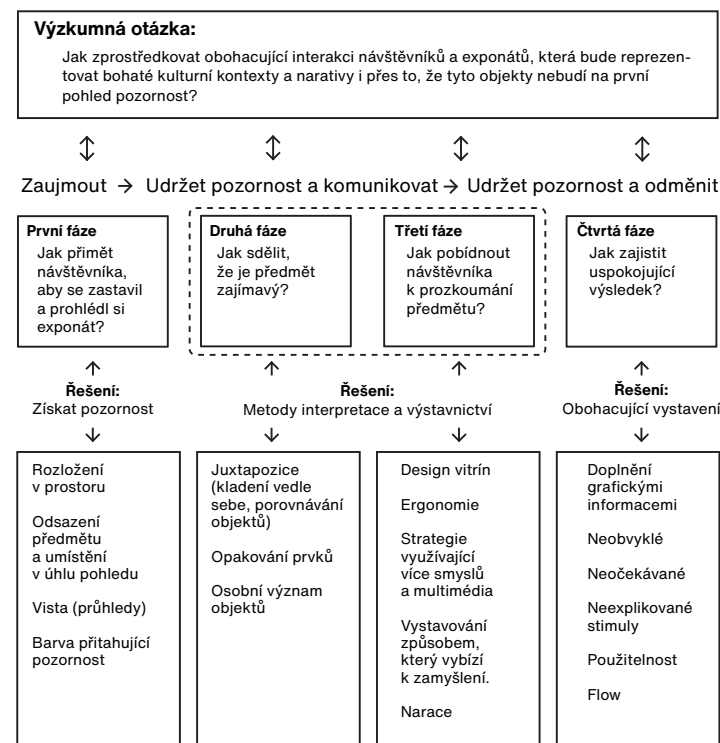 Výzkumná otázka:
Jak zprostředkovat obohacující interakci návštěvníků a exponátů, která bude reprezen-
tovat bohaté kulturní kontexty a narativy i přes to, že tyto objekty nebudí na první
pohled pozornost?
Zaujmout → Udržet pozornost a komunikovat → Udržet pozornost a odměnit
První fáze
Jak přimět
návštěvníka,
aby se zastavil
a prohlédl si
exponát?
Druhá fáze
Jak sdělit,
že je předmět
zajímavý?
Třetí fáze
Jak pobídnout
návštěvníka
k prozkoumání
předmětu?
Čtvrtá fáze
Jak zajistit
uspokojující
výsledek?
Řešení:
Získat pozornost
Řešení:
Metody interpretace a výstavnictví
Řešení:
Obohacující vystavení
Rozložení
v prostoru
Odsazení
předmětu
a umístění
v úhlu pohledu
Vista (průhledy)
Barva přitahující
pozornost
Juxtapozice
(kladení vedle
sebe, porovnávání
objektů)
Opakování prvků
Osobní význam
objektů
Design vitrín
Ergonomie
Strategie
využívající
více smyslů
a multimédia
Vystavování
způsobem,
který vybízí
k zamyšlení.
Narace
Doplnění
grafickými
informacemi
Neobvyklé
Neočekávané
Neexplikované
stimuly
Použitelnost
Flow